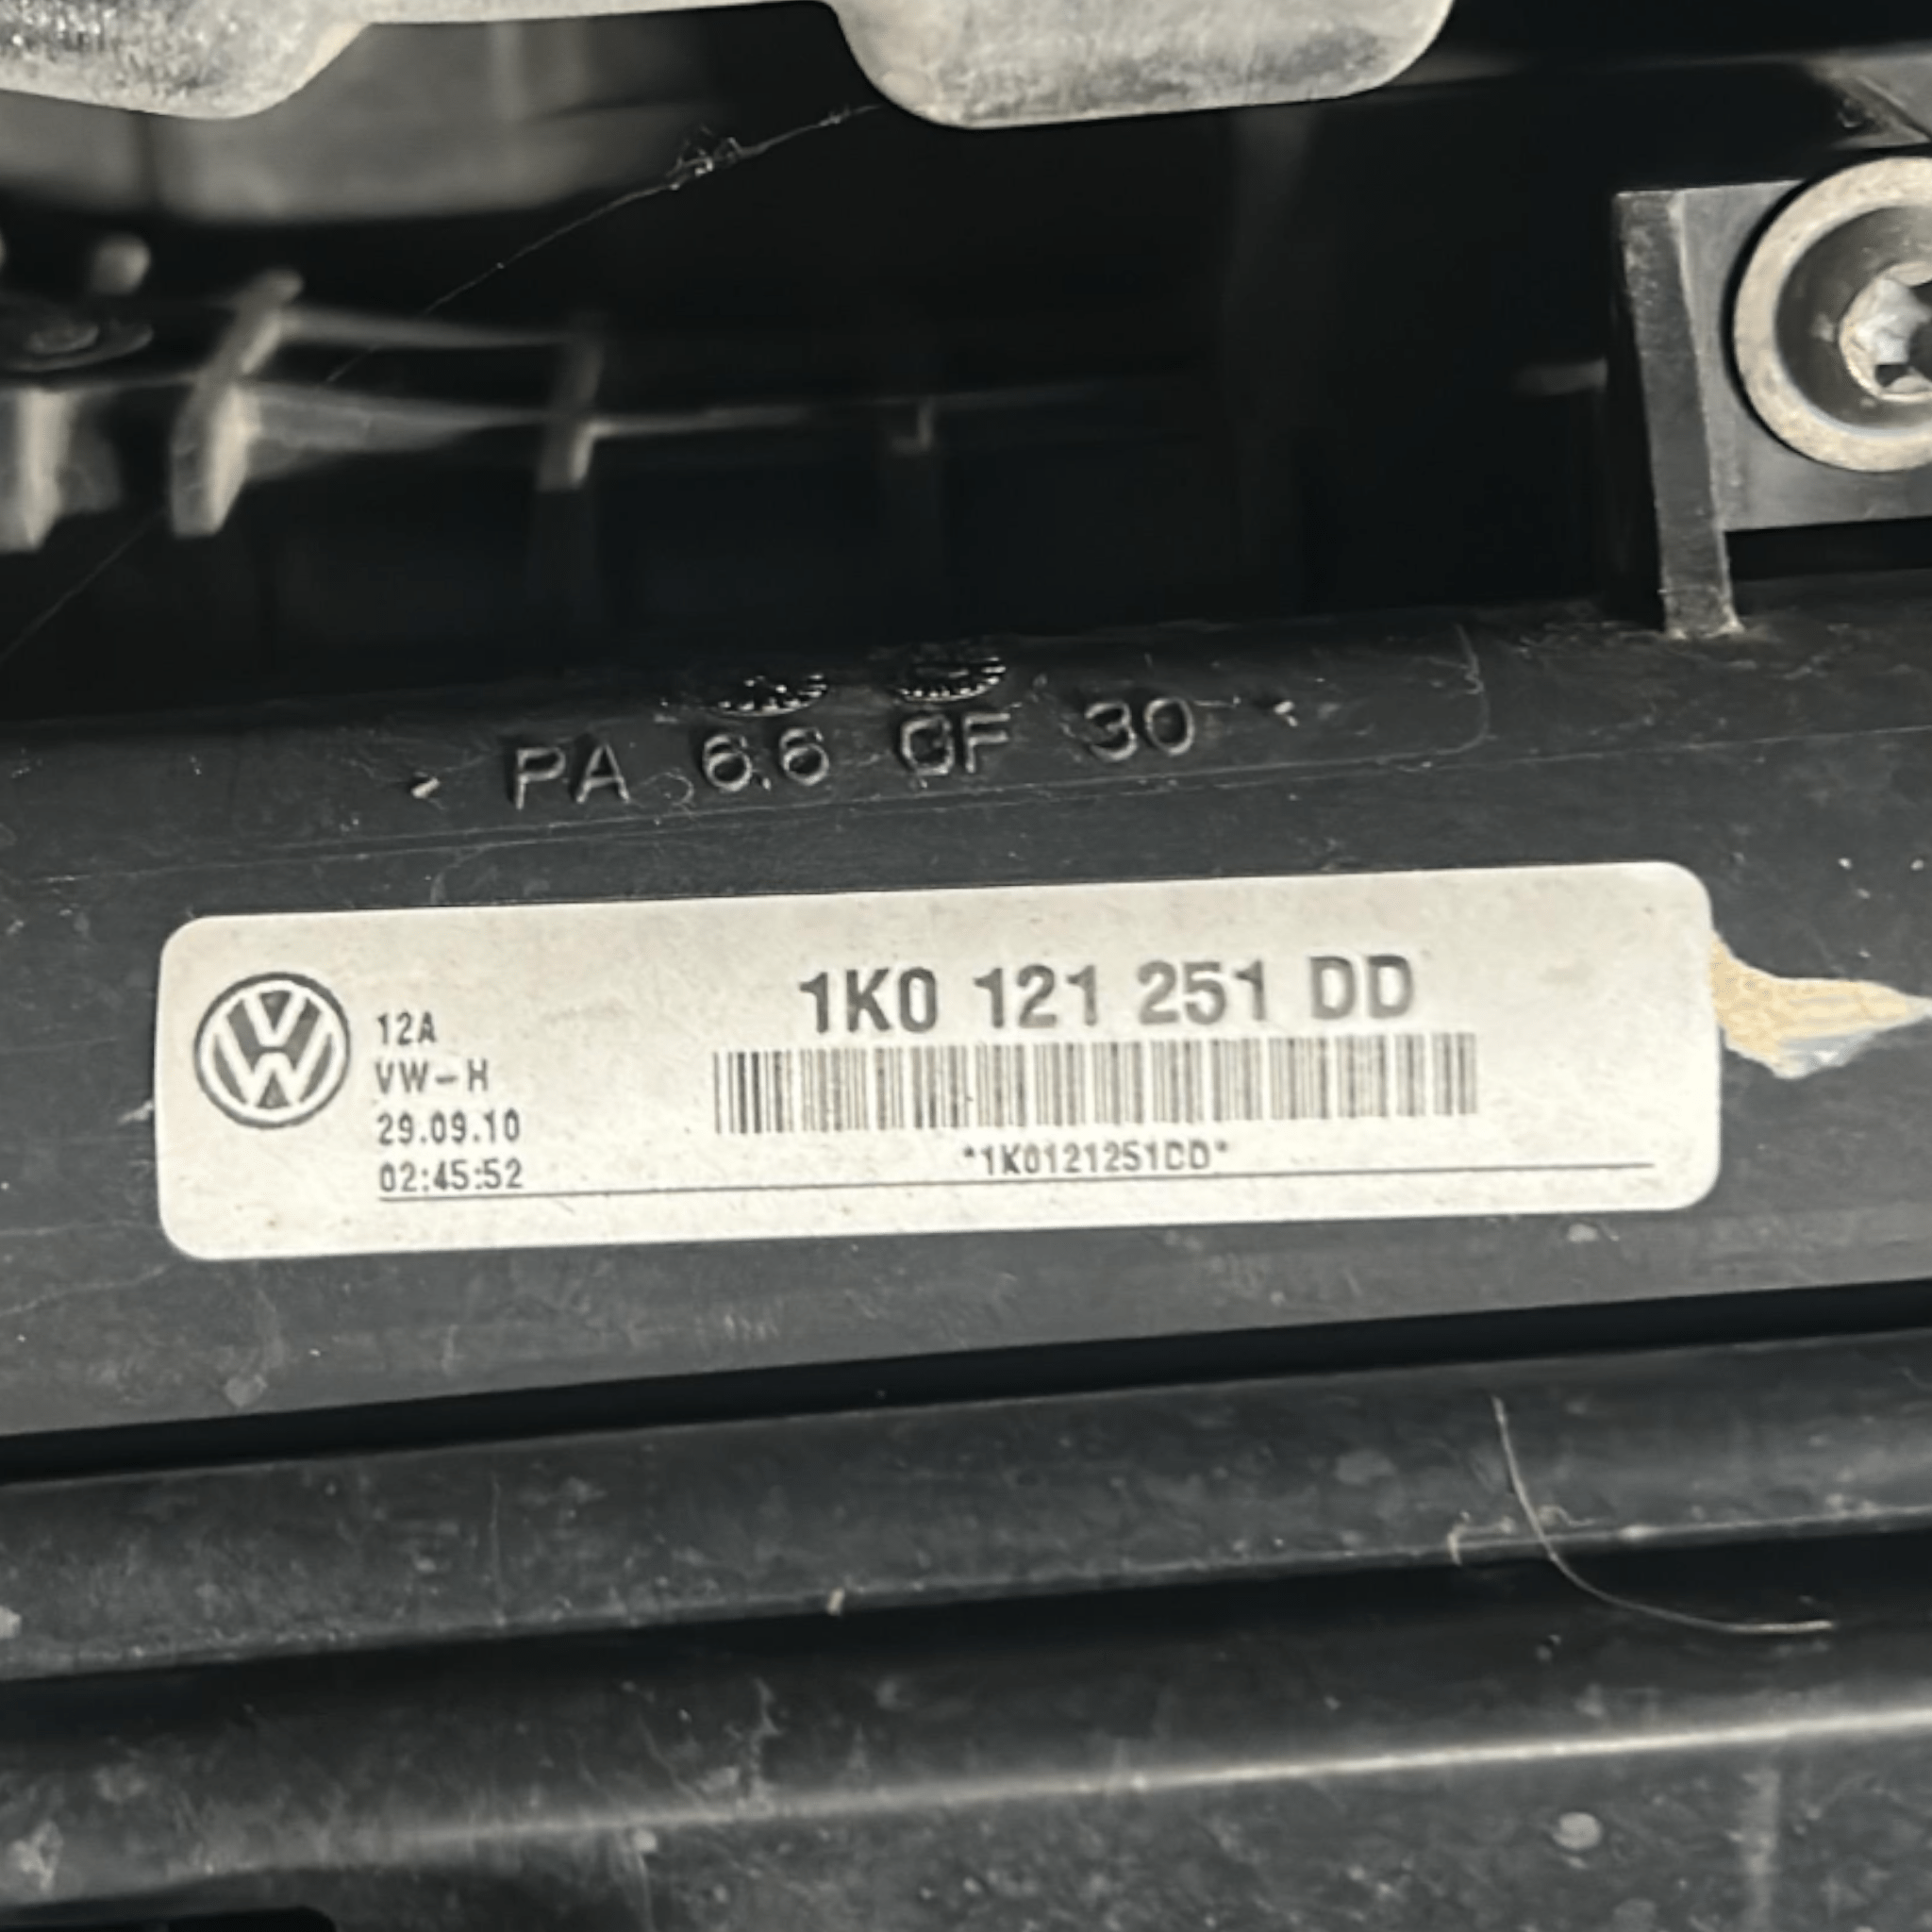 > PA 6.6 GF 30 <
1K0 121 251 DD
12A
VW-H
29.09.10
02:45:52
*1K0121251DD*